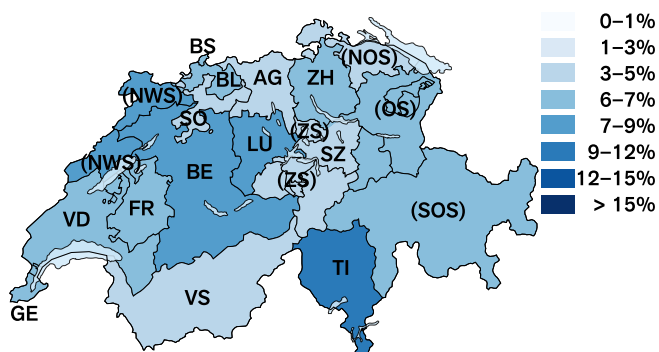 BS
(NWS)
BL
AG
ZH
(NOS)
(OS)
SO
LU
(ZS)
SZ
(NWS)
BE
(ZS)
VD
FR
(SOS)
TI
VS
GE
0–1%
1–3%
3–5%
6–7%
7–9%
9–12%
12–15%
> 15%